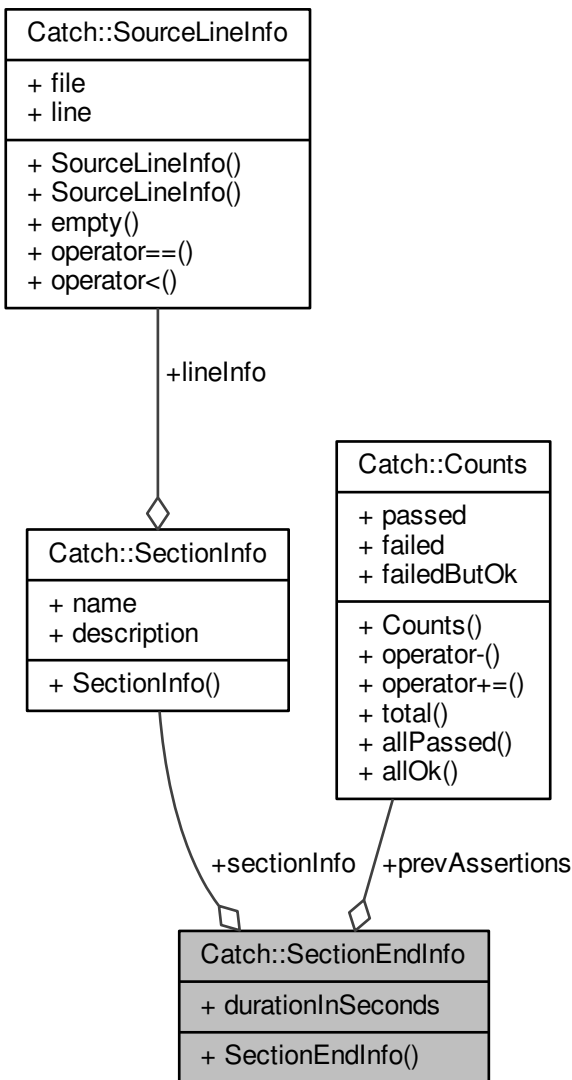 Catch::SourceLineInfo
+ file
+ line
+ SourceLineInfo()
+ SourceLineInfo()
+ empty()
+ operator==()
+ operator<()
+lineInfo
Catch::SectionInfo
+ name
+ description
+ SectionInfo()
Catch::Counts
+ passed
+ failed
+ failedButOk
+ Counts()
+ operator-()
+ operator+=()
+ total()
+ allPassed()
+ allOk()
+sectionInfo
+prevAssertions
Catch::SectionEndInfo
+ durationInSeconds
+ SectionEndInfo()